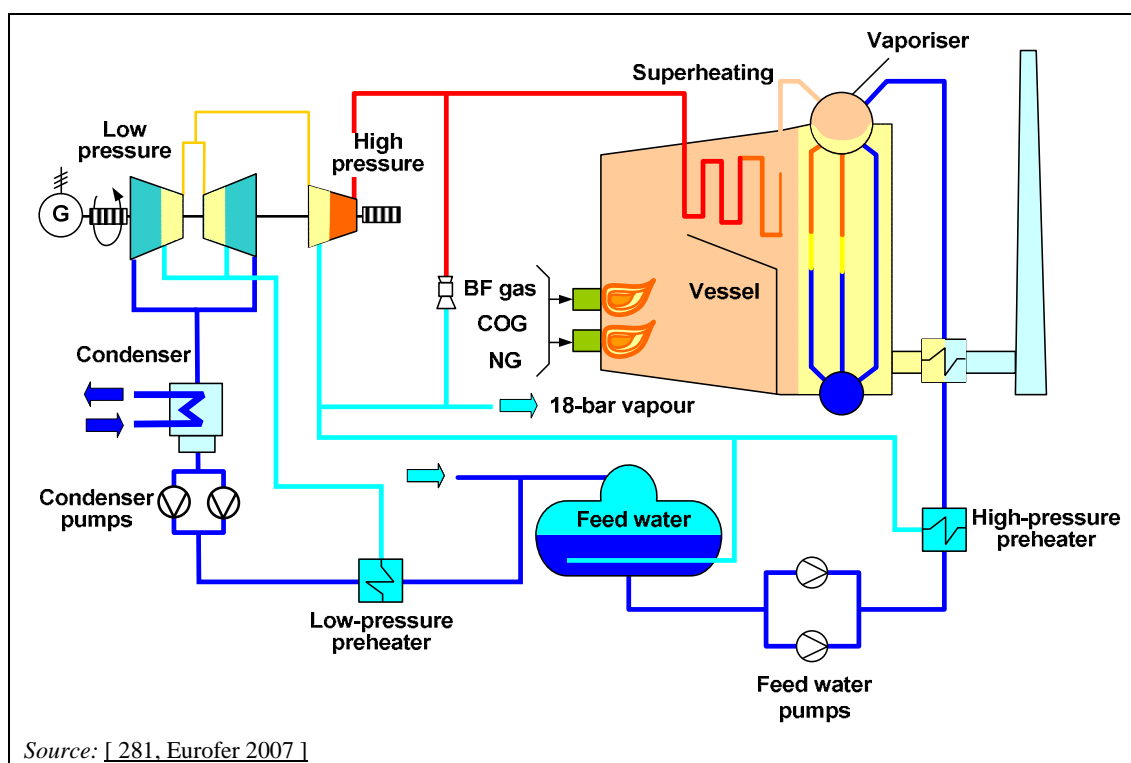 Vaporiser
Superheating
Low
pressure
High
pressure
G
BF gas
COG
NG
Vessel
Condenser
18-bar vapour
Condenser
pumps
Feed water
High-pressure
preheater
Low-pressure
preheater
Feed water
pumps
Source: [ 281, Eurofer 2007 ]